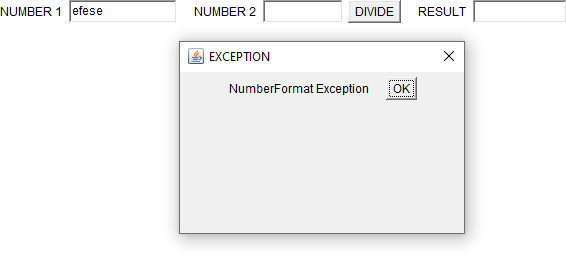 NUMBER 1 efese NUMBER 2 DIVIDE RESULT
EXCEPTION
NumberFormat Exception OK